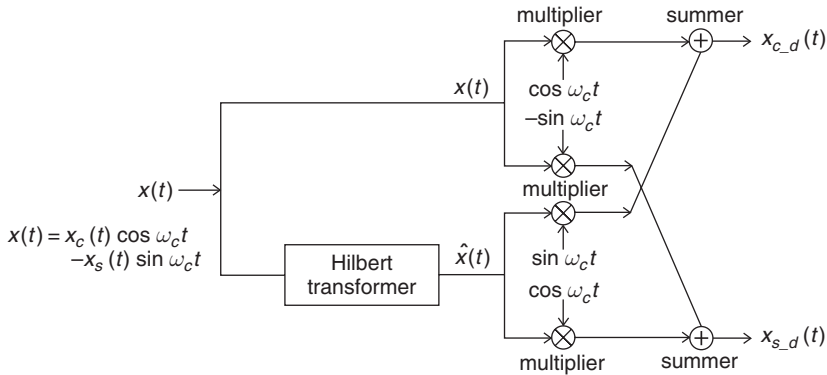 multiplier
summer
x_{c_d}(t)
x(t)
cos ω_c t
–sin ω_c t
x(t)
multiplier
x(t) = x_c(t) cos ω_c t
–x_s(t) sin ω_c t
Hilbert
transformer
x̂(t)
sin ω_c t
cos ω_c t
x_{s_d}(t)
multiplier
summer